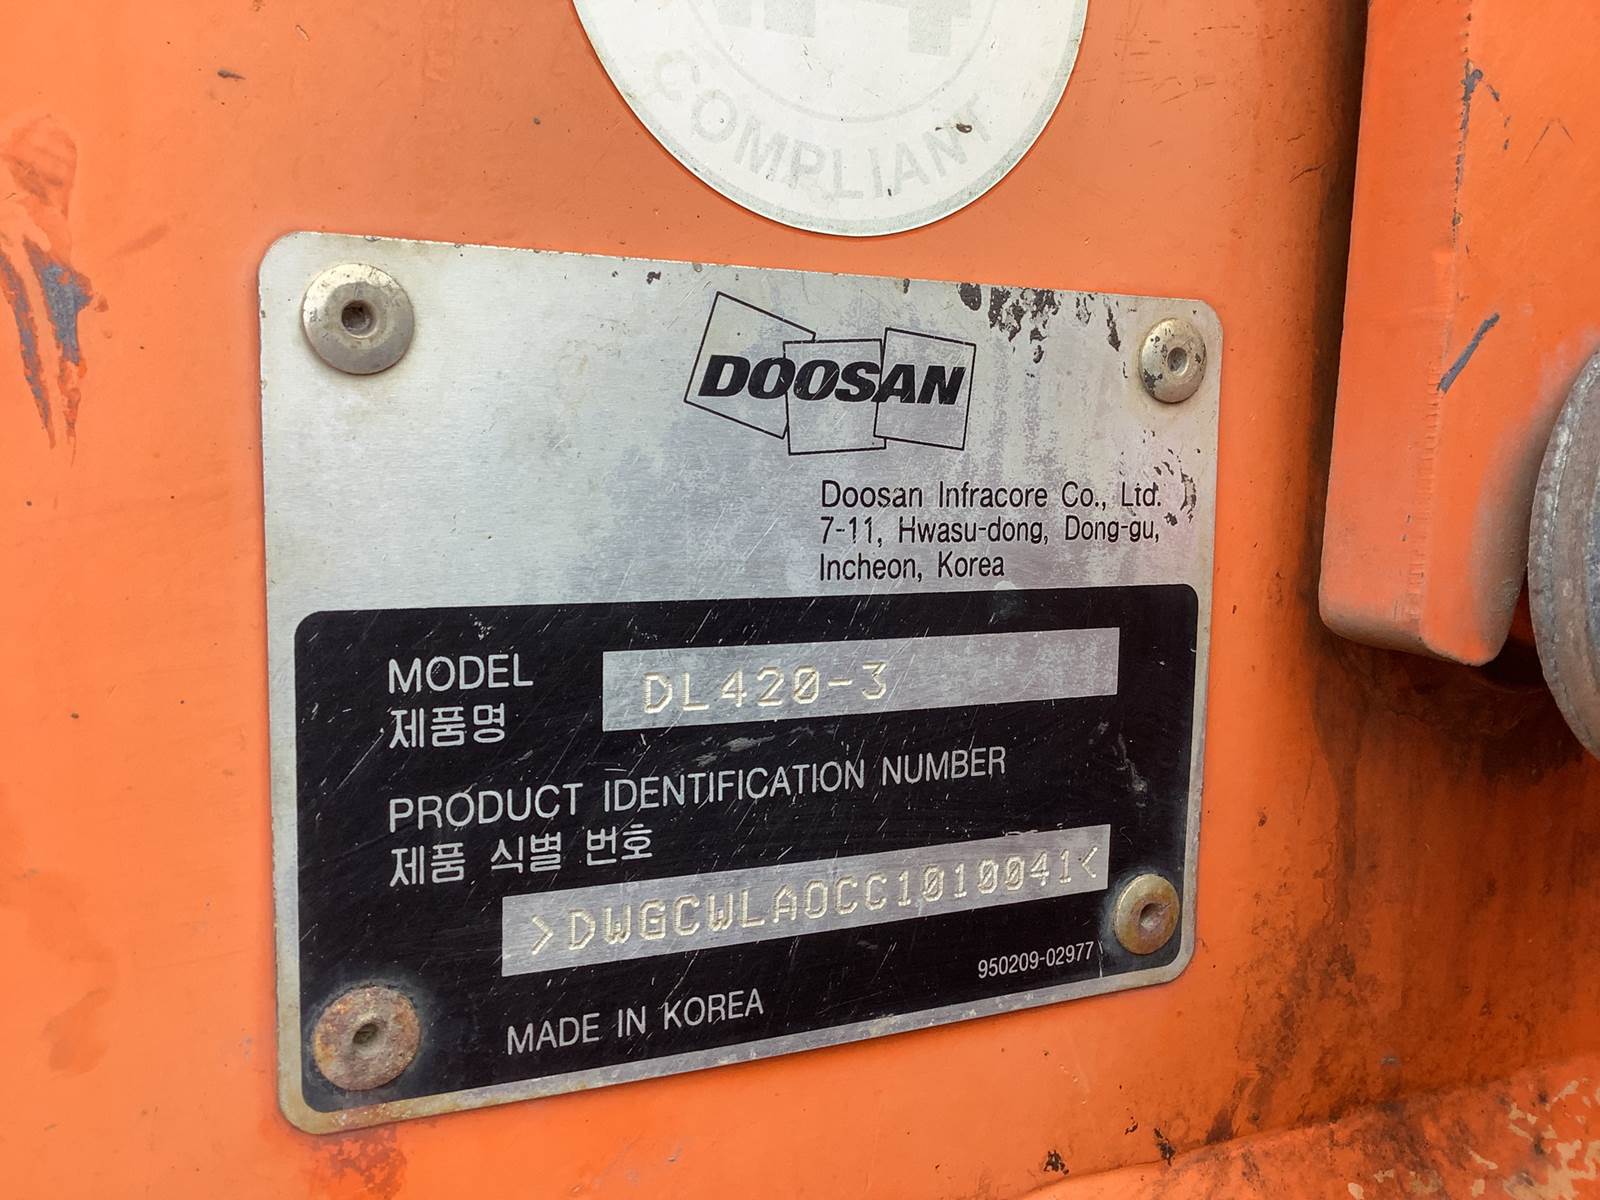 COMPLIANT
DOOSAN
Doosan Infracore Co., Ltd.
7-11, Hwasu-dong, Dong-gu,
Incheon, Korea
MODEL DL420-3
제품명
PRODUCT IDENTIFICATION NUMBER
제품 식별 번호
>DWGCWLAOCC1010041<
950209-02977
MADE IN KOREA